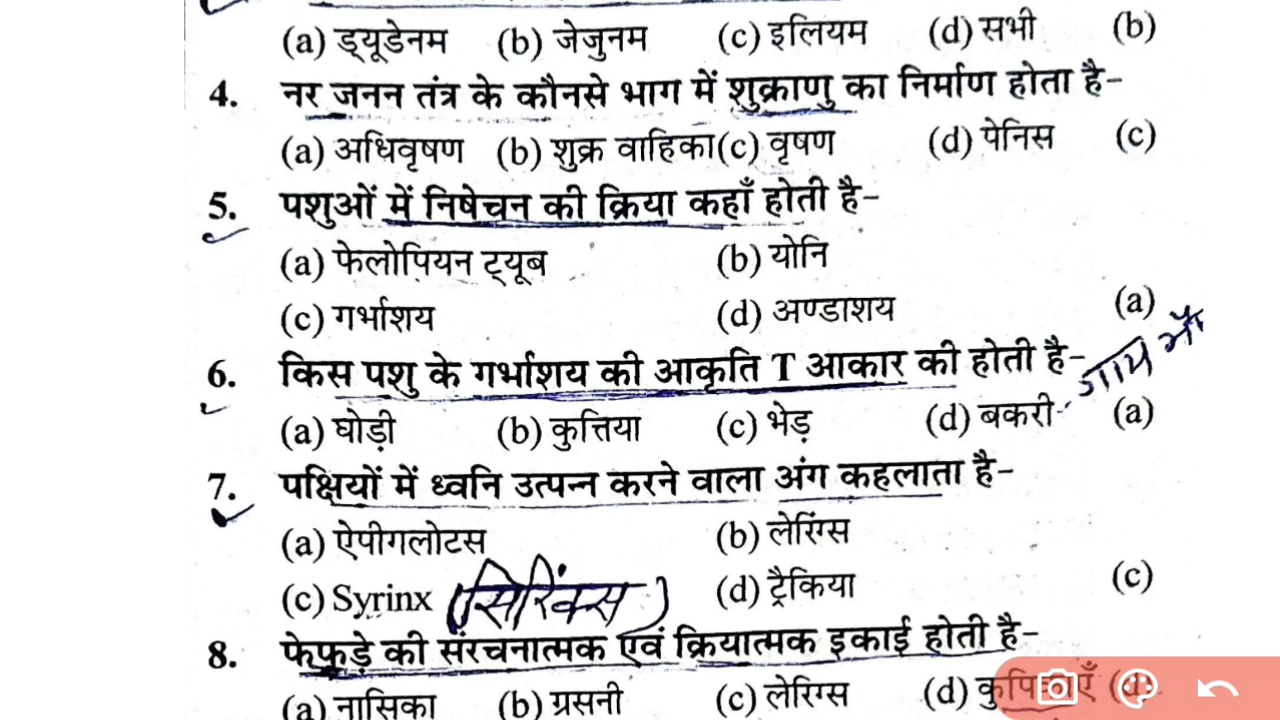 (a) ड्यूडेनम (b) जेजुनम (c) इलियम (d) सभी (b)
4. नर जनन तंत्र के कौनसे भाग में शुक्राणु का निर्माण होता है-
(a) अधिवृषण (b) शुक्र वाहिका(c) वृषण (d) पेनिस (c)
5. पशुओं में निषेचन की क्रिया कहाँ होती है-
(a) फेलोपियन ट्यूब (b) योनि
(c) गर्भाशय (d) अण्डाशय (a)
6. किस पशु के गर्भाशय की आकृति T आकार की होती है- गाय में
(a) घोड़ी (b) कुत्तिया (c) भेड़ (d) बकरी (a)
7. पक्षियों में ध्वनि उत्पन्न करने वाला अंग कहलाता है-
(a) ऐपीगलोटस (b) लेरिंग्स
(c) Syrinx (सिरिंक्स) (d) ट्रैकिया (c)
8. फेफड़े की संरचनात्मक एवं क्रियात्मक इकाई होती है-
(a) नासिका (b) ग्रसनी (c) लेरिग्स (d)